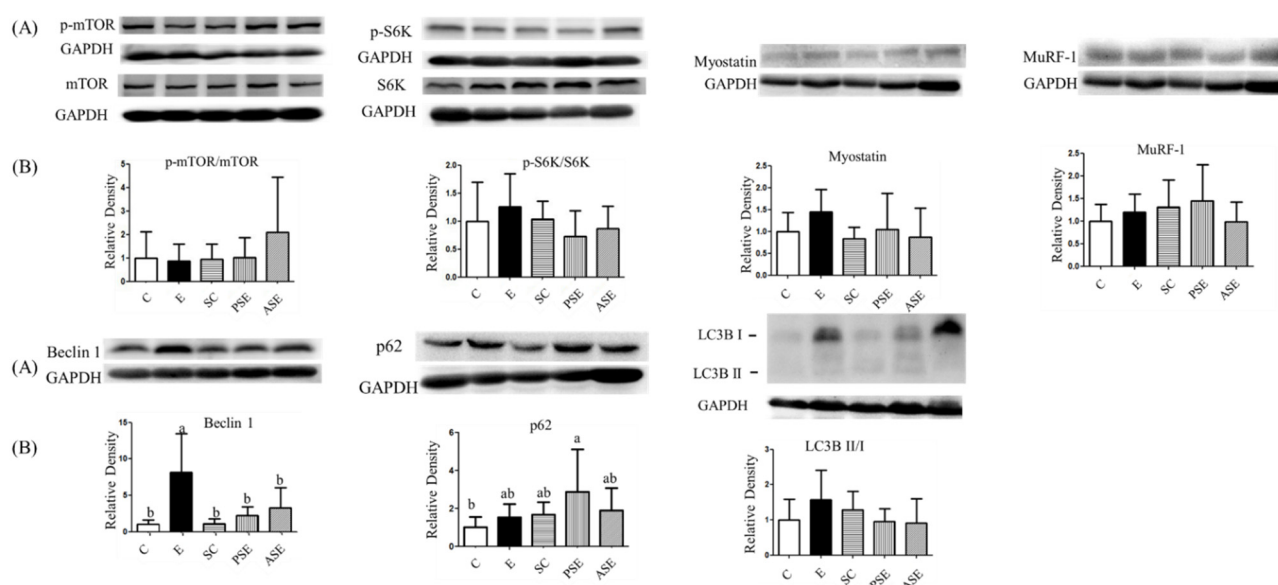 (A)
p-mTOR
GAPDH
mTOR
GAPDH
p-S6K
GAPDH
S6K
GAPDH
Myostatin
GAPDH
MuRF-1
GAPDH
(B)
p-mTOR/mTOR
Relative Density
5
4
3
2
1
0
C E SC PSE ASE
p-S6K/S6K
Relative Density
2.0
1.5
1.0
0.5
0.0
C E SC PSE ASE
Myostatin
Relative Density
2.5
2.0
1.5
1.0
0.5
0.0
C E SC PSE ASE
MuRF-1
Relative Density
2.5
2.0
1.5
1.0
0.5
0.0
C E SC PSE ASE
(A)
Beclin 1
GAPDH
p62
GAPDH
LC3B I –
LC3B II –
GAPDH
(B)
Beclin 1
Relative Density
15
10
5
0
b a b b b
C E SC PSE ASE
p62
Relative Density
6
4
2
0
b ab ab a ab
C E SC PSE ASE
LC3B II/I
Relative Density
3
2
1
0
C E SC PSE ASE